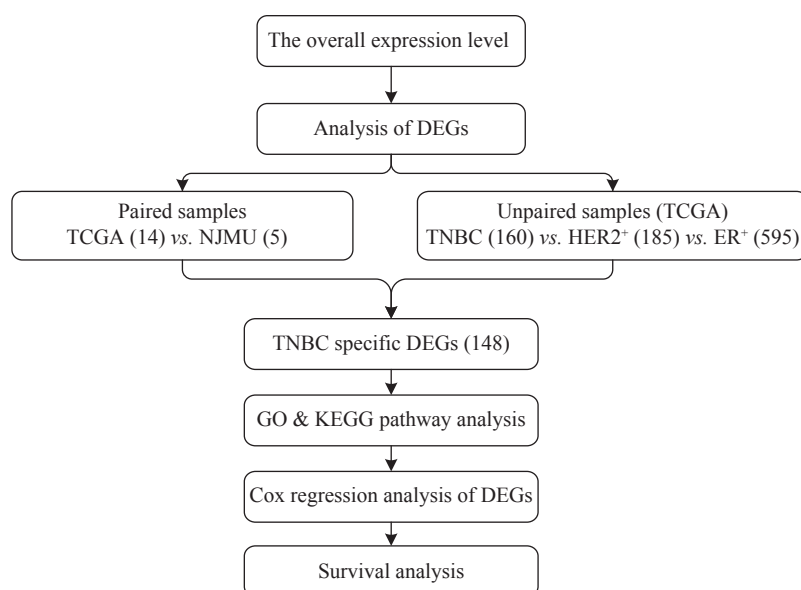 The overall expression level
Analysis of DEGs
Paired samples
TCGA (14) vs. NJMU (5)
Unpaired samples (TCGA)
TNBC (160) vs. HER2⁺ (185) vs. ER⁺ (595)
TNBC specific DEGs (148)
GO & KEGG pathway analysis
Cox regression analysis of DEGs
Survival analysis